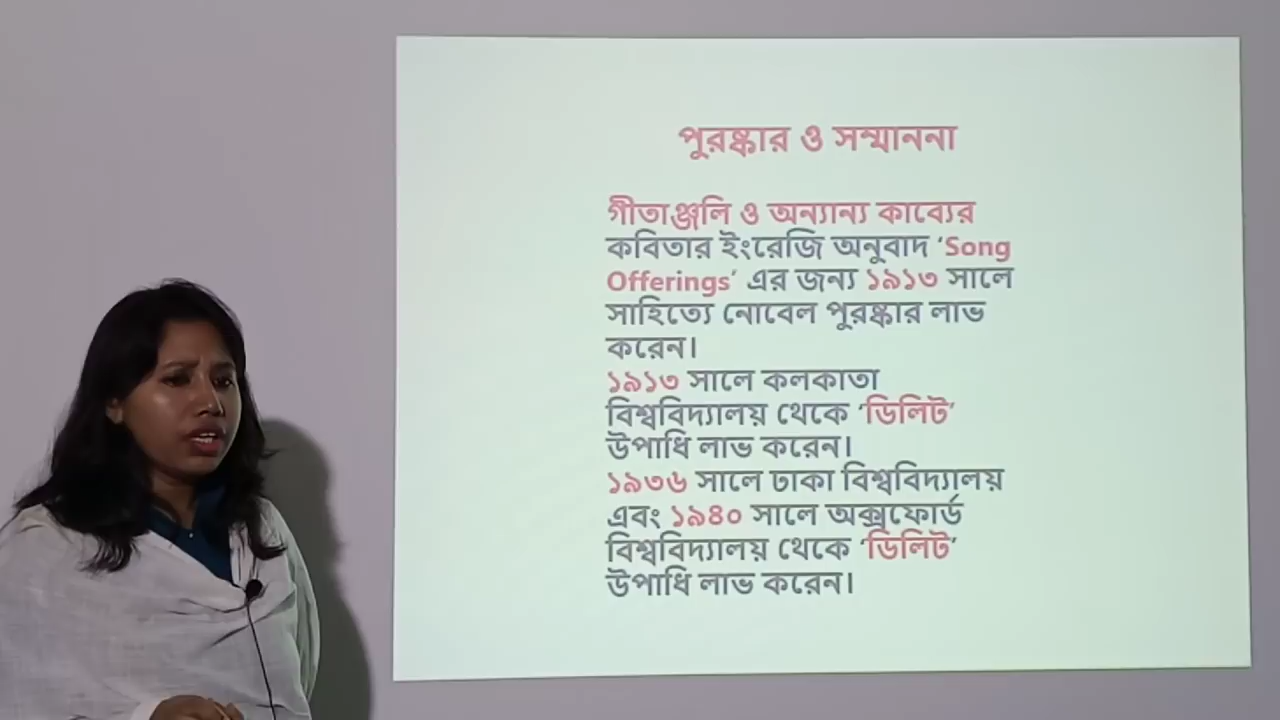 পুরষ্কার ও সম্মাননা
গীতাঞ্জলি ও অন্যান্য কাব্যের
কবিতার ইংরেজি অনুবাদ ‘Song
Offerings’ এর জন্য ১৯১৩ সালে
সাহিত্যে নোবেল পুরষ্কার লাভ
করেন।
১৯১৩ সালে কলকাতা
বিশ্ববিদ্যালয় থেকে ‘ডিলিট’
উপাধি লাভ করেন।
১৯৩৬ সালে ঢাকা বিশ্ববিদ্যালয়
এবং ১৯৪০ সালে অক্সফোর্ড
বিশ্ববিদ্যালয় থেকে ‘ডিলিট’
উপাধি লাভ করেন।